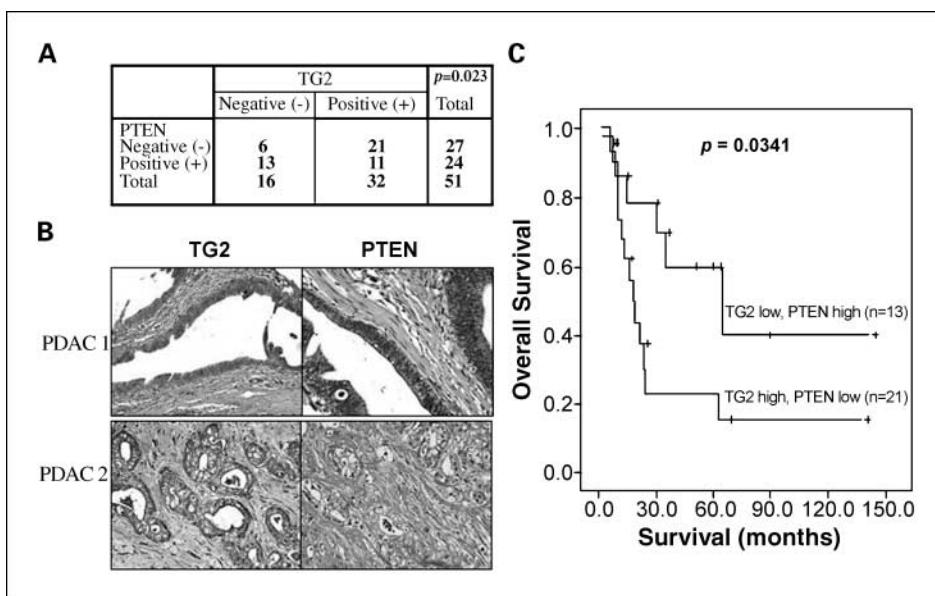 A
TG2 p=0.023
Negative (-) Positive (+) Total
PTEN
Negative (-) 6 21 27
Positive (+) 13 11 24
Total 16 32 51
B
TG2 PTEN
PDAC 1
PDAC 2
C
p = 0.0341
Overall Survival
1.0
0.8
0.6
0.4
0.2
0.0
TG2 low, PTEN high (n=13)
TG2 high, PTEN low (n=21)
0.0 30.0 60.0 90.0 120.0 150.0
Survival (months)